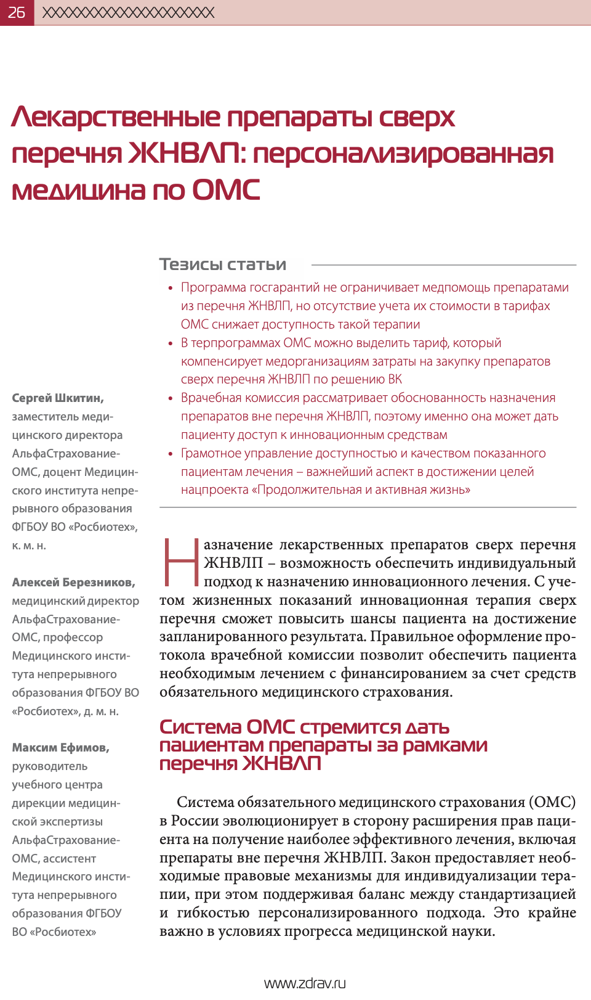 26 XXXXXXXXXXXXXXXXXXXX
Лекарственные препараты сверх
перечня ЖНВЛП: персонализированная
медицина по ОМС
Тезисы статьи
• Программа госгарантий не ограничивает медпомощь препаратами
из перечня ЖНВЛП, но отсутствие учета их стоимости в тарифах
ОМС снижает доступность такой терапии
• В терпрограммах ОМС можно выделить тариф, который
компенсирует медорганизациям затраты на закупку препаратов
сверх перечня ЖНВЛП по решению ВК
• Врачебная комиссия рассматривает обоснованность назначения
препаратов вне перечня ЖНВЛП, поэтому именно она может дать
пациенту доступ к инновационным средствам
• Грамотное управление доступностью и качеством показанного
пациентам лечения – важнейший аспект в достижении целей
нацпроекта «Продолжительная и активная жизнь»
Сергей Шкитин,
заместитель меди-
цинского директора
АльфаСтрахование-
ОМС, доцент Медицин-
ского института непре-
рывного образования
ФГБОУ ВО «Росбиотех»,
к. м. н.
Алексей Березников,
медицинский директор
АльфаСтрахование-
ОМС, профессор
Медицинского инсти-
тута непрерывного
образования ФГБОУ ВО
«Росбиотех», д. м. н.
Максим Ефимов,
руководитель
учебного центра
дирекции медицин-
ской экспертизы
АльфаСтрахование-
ОМС, ассистент
Медицинского инсти-
тута непрерывного
образования ФГБОУ
ВО «Росбиотех»
Назначение лекарственных препаратов сверх перечня
ЖНВЛП – возможность обеспечить индивидуальный
подход к назначению инновационного лечения. С уче-
том жизненных показаний инновационная терапия сверх
перечня сможет повысить шансы пациента на достижение
запланированного результата. Правильное оформление про-
токола врачебной комиссии позволит обеспечить пациента
необходимым лечением с финансированием за счет средств
обязательного медицинского страхования.
Система ОМС стремится дать
пациентам препараты за рамками
перечня ЖНВЛП
Система обязательного медицинского страхования (ОМС)
в России эволюционирует в сторону расширения прав паци-
ента на получение наиболее эффективного лечения, включая
препараты вне перечня ЖНВЛП. Закон предоставляет необ-
ходимые правовые механизмы для индивидуализации тера-
пии, при этом поддерживая баланс между стандартизацией
и гибкостью персонализированного подхода. Это крайне
важно в условиях прогресса медицинской науки.
www.zdrav.ru